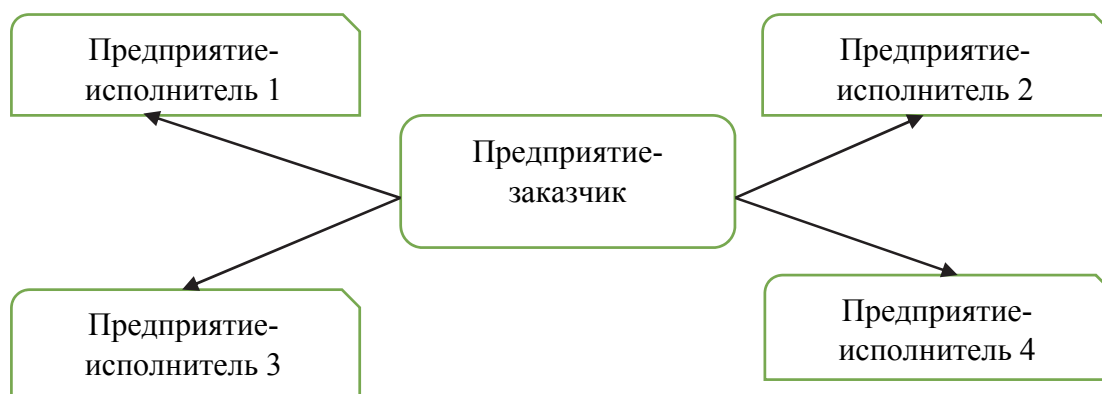 Предприятие-
исполнитель 1
Предприятие-
исполнитель 2
Предприятие-
заказчик
Предприятие-
исполнитель 3
Предприятие-
исполнитель 4